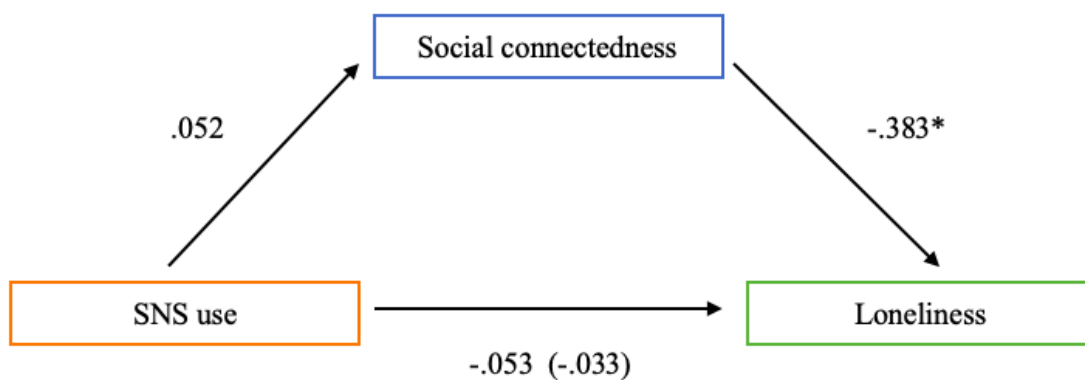 Social connectedness
.052
-.383*
SNS use
Loneliness
-.053 (-.033)